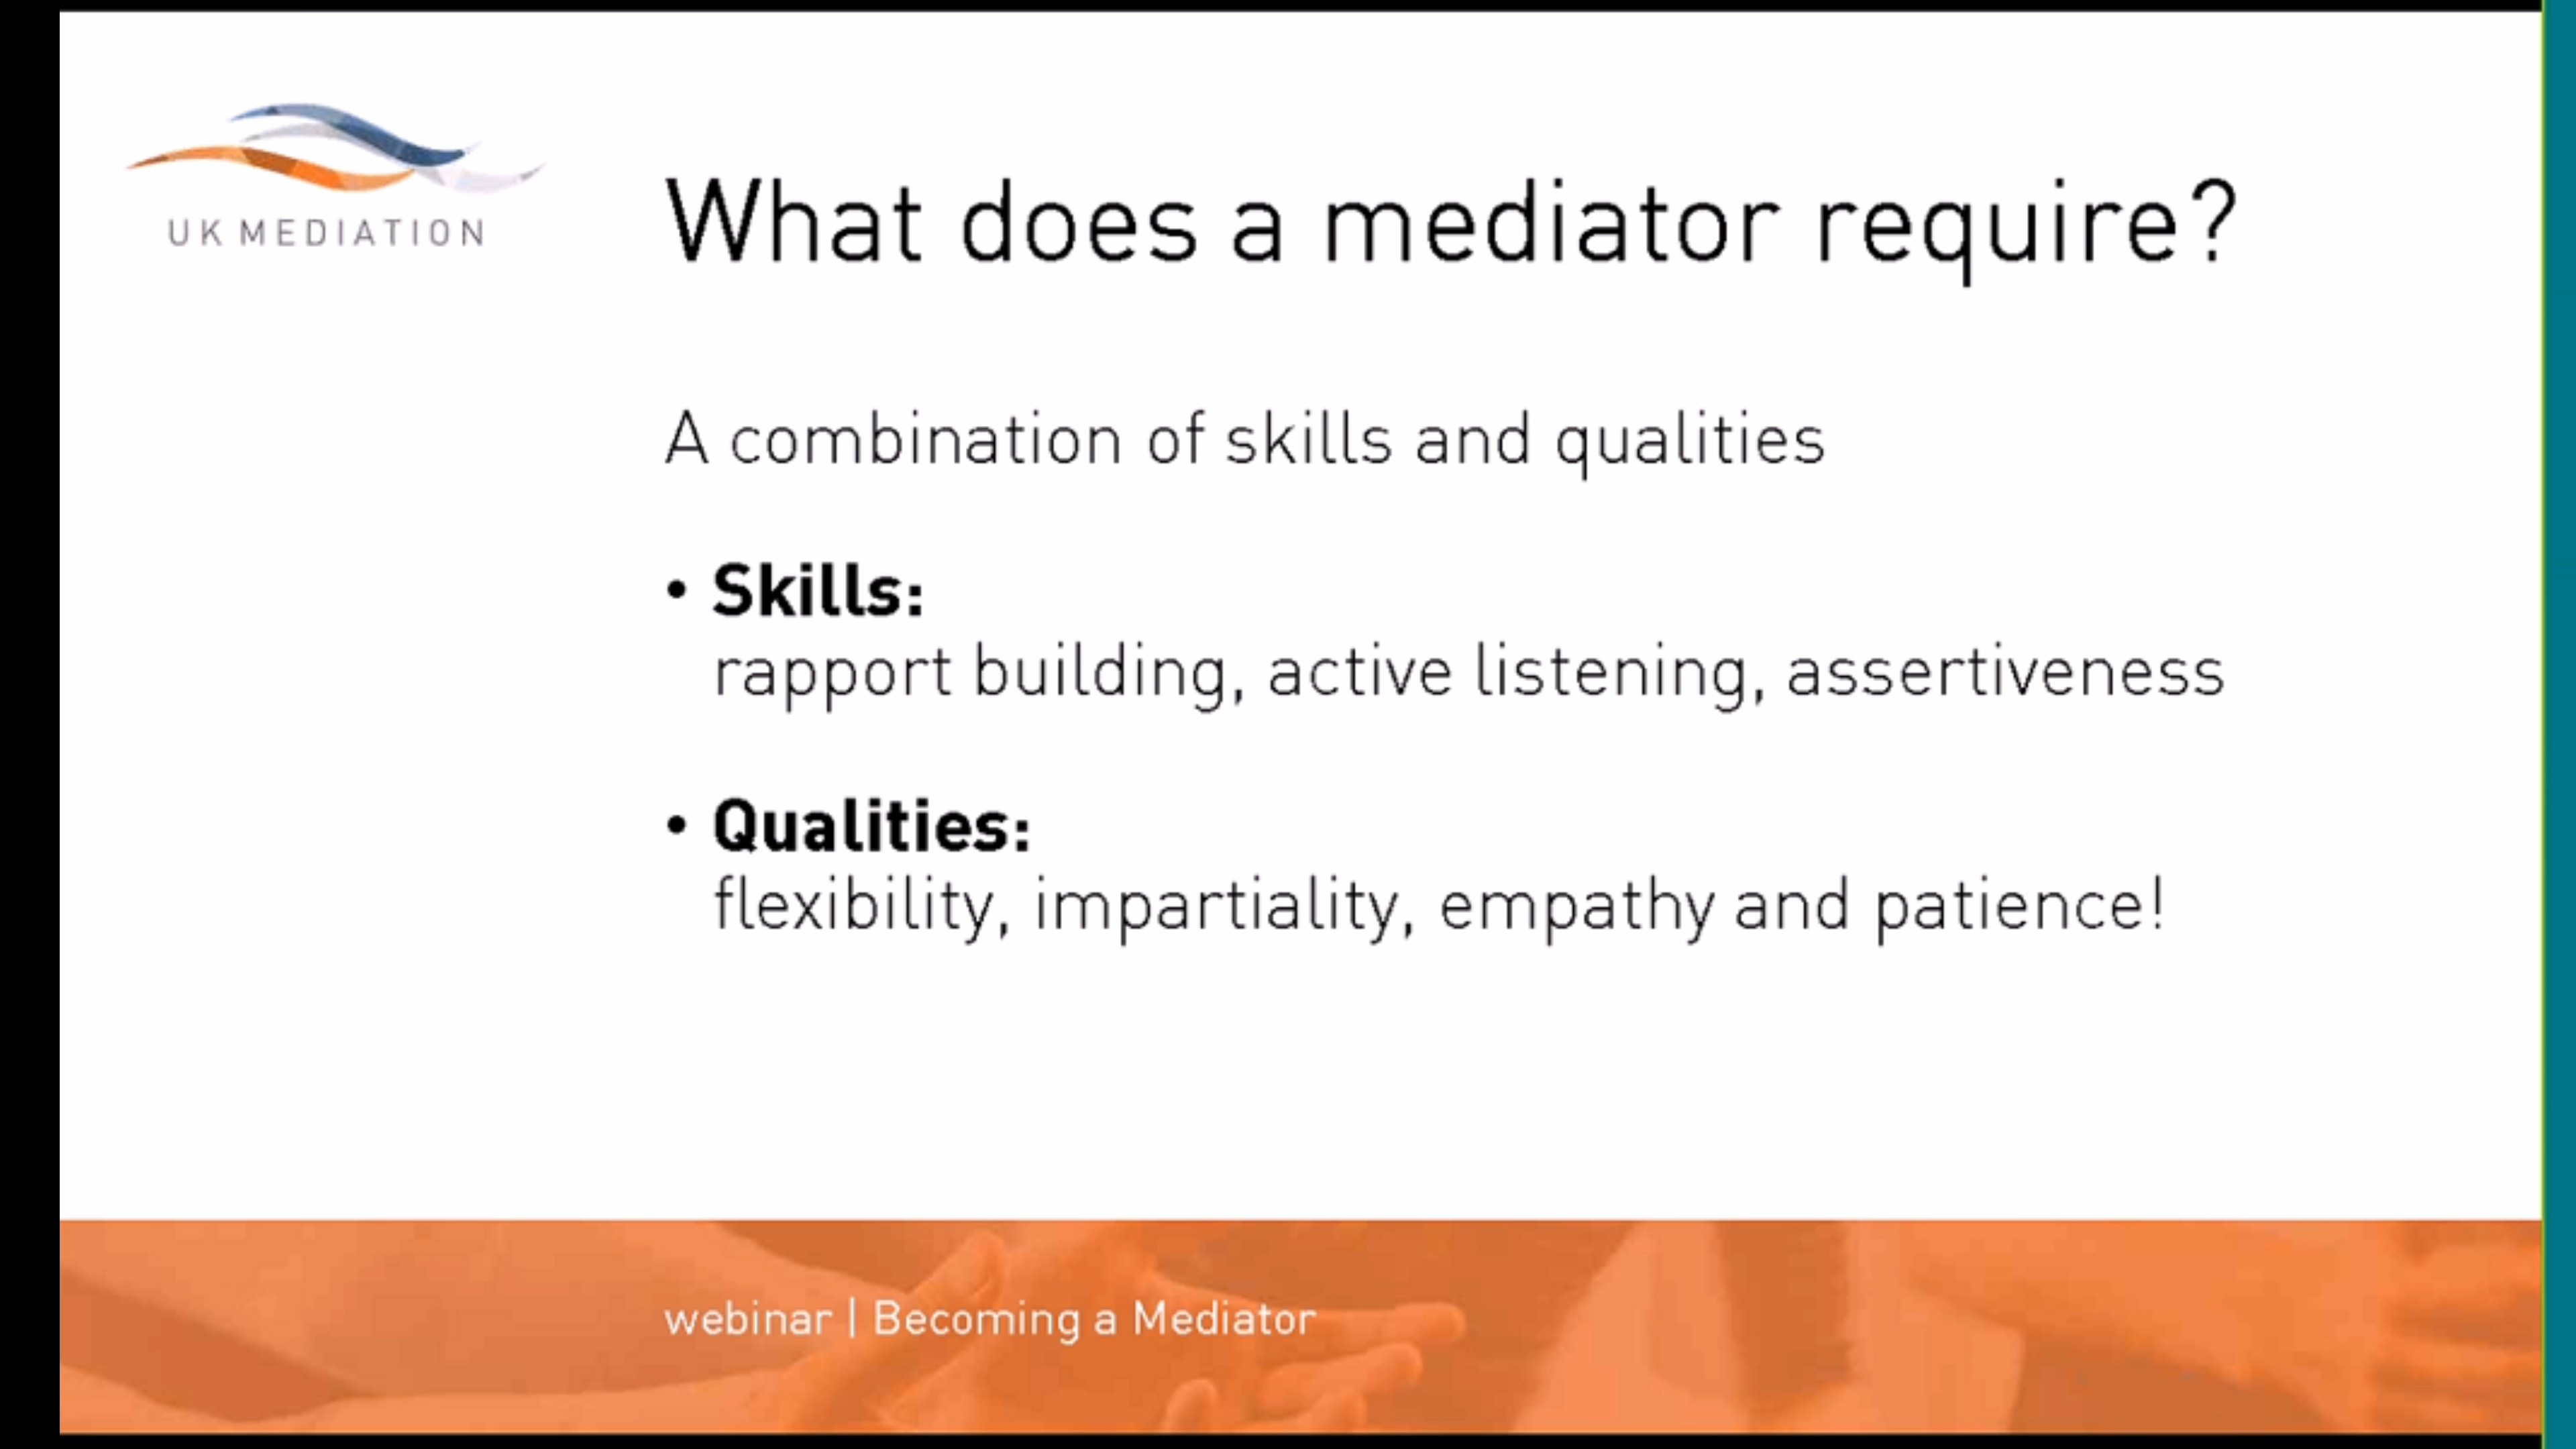 UK MEDIATION
What does a mediator require?
A combination of skills and qualities
• Skills:
rapport building, active listening, assertiveness
• Qualities:
flexibility, impartiality, empathy and patience!
webinar | Becoming a Mediator